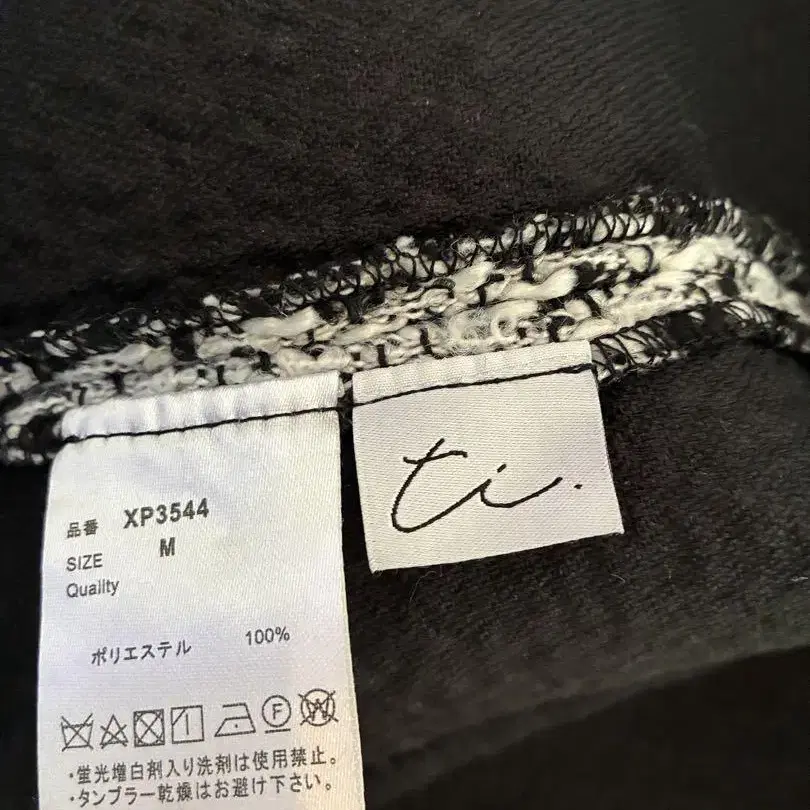 品番 XP3544
SIZE M
Quality
ポリエステル 100%
F W
・蛍光増白剤入り洗剤は使用禁止。
・タンブラー乾燥はお避け下さい。
ti.